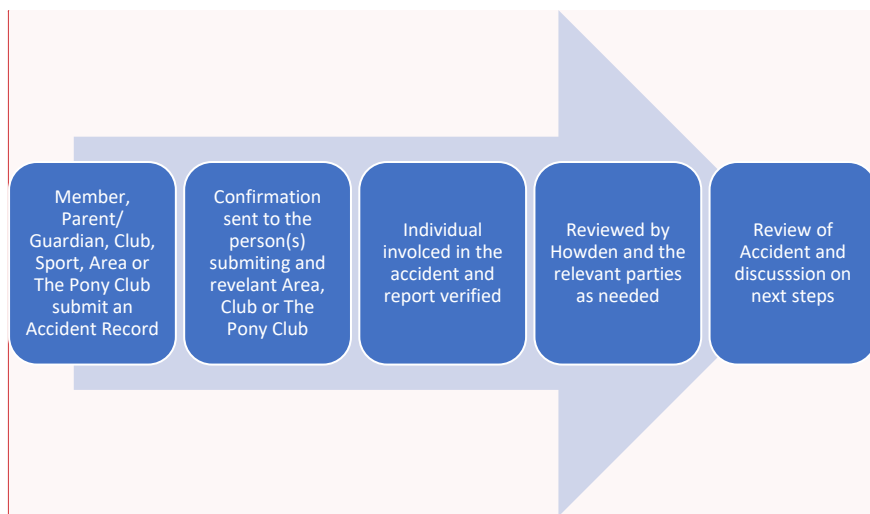 Member,
Parent/
Guardian, Club,
Sport, Area or
The Pony Club
submit an
Accident Record
Confirmation
sent to the
person(s)
submiting and
revelant Area,
Club or The
Pony Club
Individual
involced in the
accident and
report verified
Reviewed by
Howden and the
relevant parties
as needed
Review of
Accident and
discusssion on
next steps